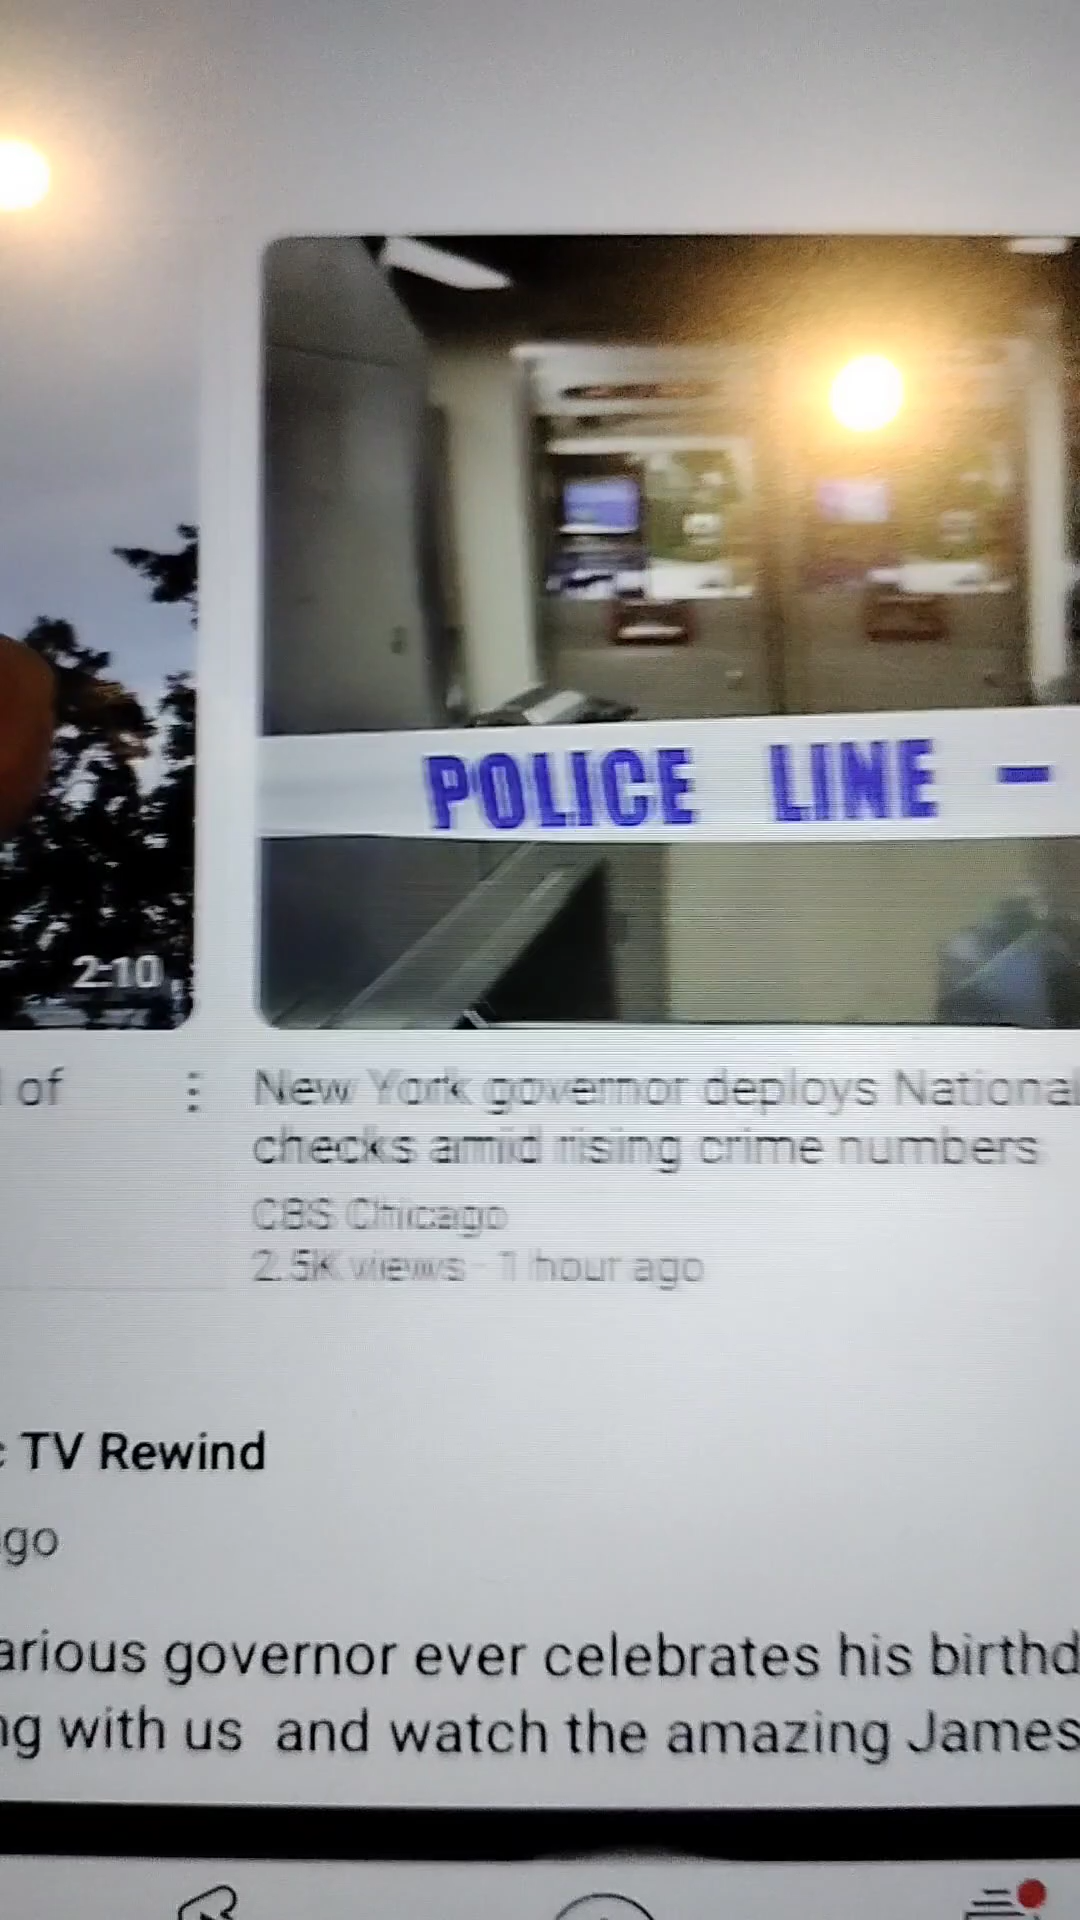 POLICE LINE -
2:10
of
New York governor deploys National
checks amid rising crime numbers
CBS Chicago
2.5K views · 1 hour ago
TV Rewind
go
arious governor ever celebrates his birthd
ng with us and watch the amazing James